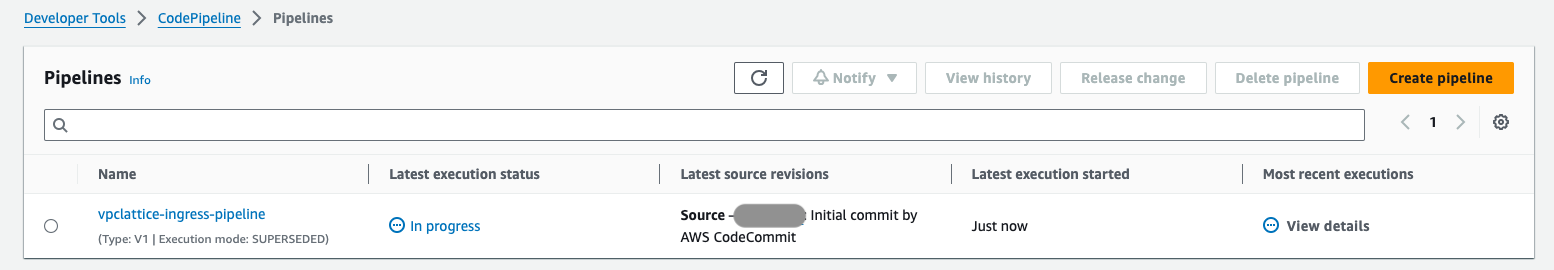 Developer Tools > CodePipeline > Pipelines
Pipelines Info
Notify View history Release change Delete pipeline Create pipeline
1
Name Latest execution status Latest source revisions Latest execution started Most recent executions
vpclattice-ingress-pipeline
(Type: V1 | Execution mode: SUPERSEDED)
In progress
Source – : Initial commit by
AWS CodeCommit
Just now
View details